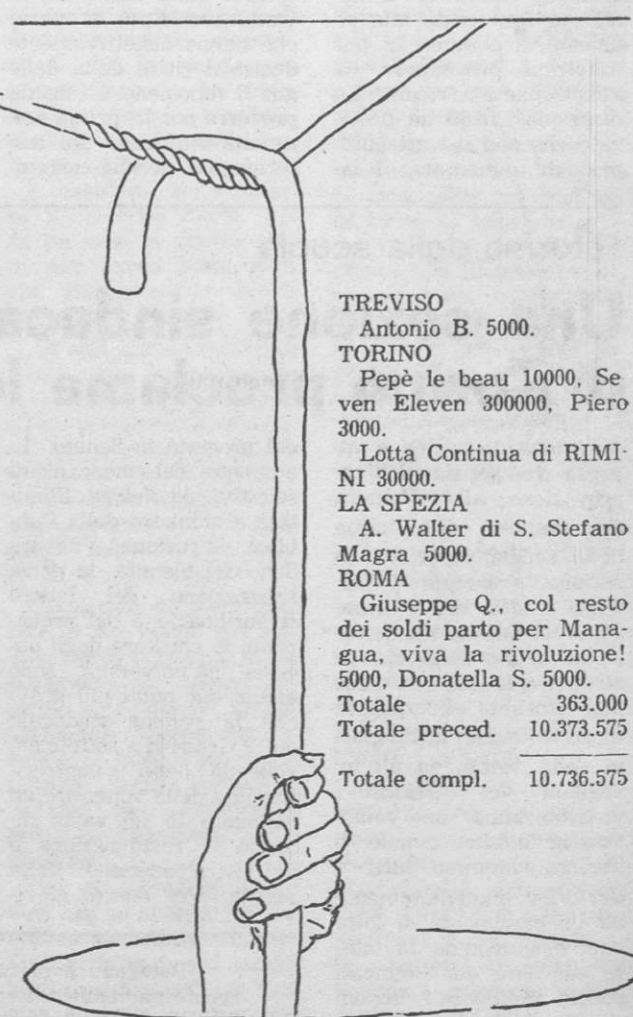 TREVISO
Antonio B. 5000.
TORINO
Pepè le beau 10000, Se
ven Eleven 300000, Piero
3000.
Lotta Continua di RIMI-
NI 30000.
LA SPEZIA
A. Walter di S. Stefano
Magra 5000.
ROMA
Giuseppe Q., col resto
dei soldi parto per Mana-
gua, viva la rivoluzione!
5000, Donatella S. 5000.
Totale 363.000
Totale preced. 10.373.575
Totale compl. 10.736.575